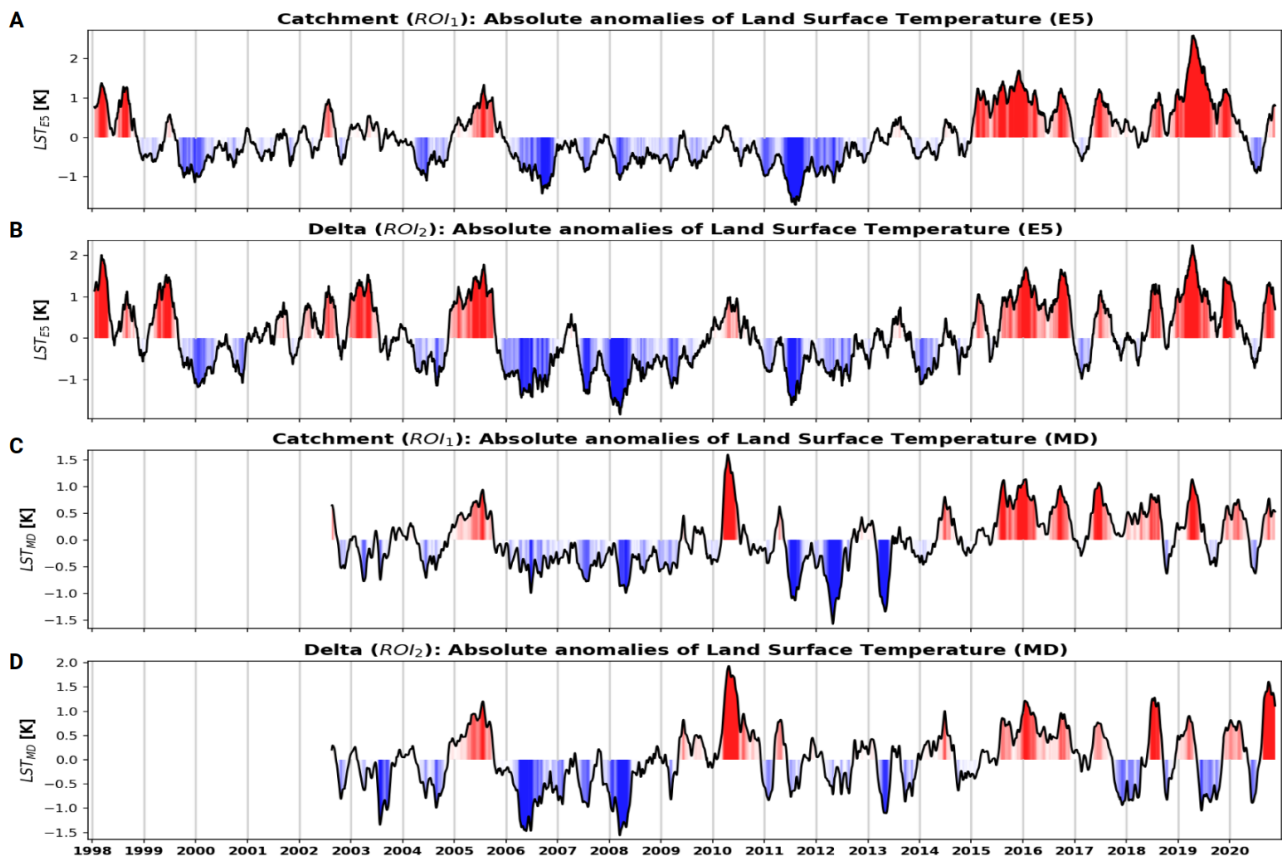 A
Catchment (ROI₁): Absolute anomalies of Land Surface Temperature (E5)
LST_E5 [K]
2
1
0
−1
B
Delta (ROI₂): Absolute anomalies of Land Surface Temperature (E5)
LST_E5 [K]
2
1
0
−1
C
Catchment (ROI₁): Absolute anomalies of Land Surface Temperature (MD)
LST_MD [K]
1.5
1.0
0.5
0.0
−0.5
−1.0
−1.5
D
Delta (ROI₂): Absolute anomalies of Land Surface Temperature (MD)
LST_MD [K]
2.0
1.5
1.0
0.5
0.0
−0.5
−1.0
−1.5
1998 1999 2000 2001 2002 2003 2004 2005 2006 2007 2008 2009 2010 2011 2012 2013 2014 2015 2016 2017 2018 2019 2020